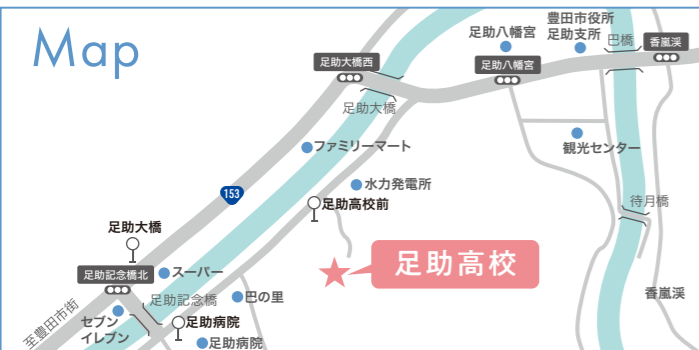 Map
豊田市役所
足助支所
足助八幡宮
巴橋
香嵐渓
足助大橋西
足助八幡宮
足助大橋
ファミリーマート
観光センター
水力発電所
153
足助高校前
待月橋
足助大橋
足助高校
足助記念橋北
スーパー
香嵐渓
足助記念橋
巴の里
至豊田市街
セブン
イレブン
足助病院
足助病院